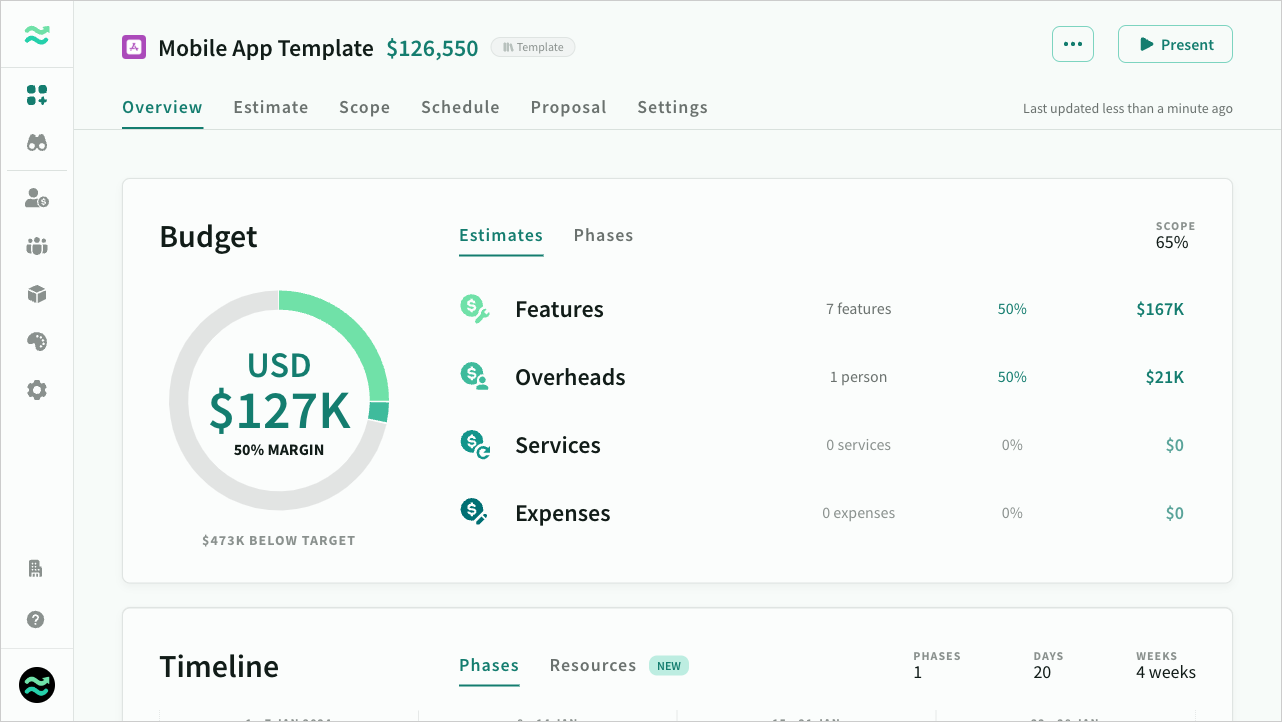 Mobile App Template $126,550 Template
Present
Overview Estimate Scope Schedule Proposal Settings
Last updated less than a minute ago
Budget
Estimates Phases
SCOPE
65%
USD
$127K
50% MARGIN
$473K BELOW TARGET
Features 7 features 50% $167K
Overheads 1 person 50% $21K
Services 0 services 0% $0
Expenses 0 expenses 0% $0
Timeline
Phases Resources NEW
PHASES DAYS WEEKS
1 20 4 weeks